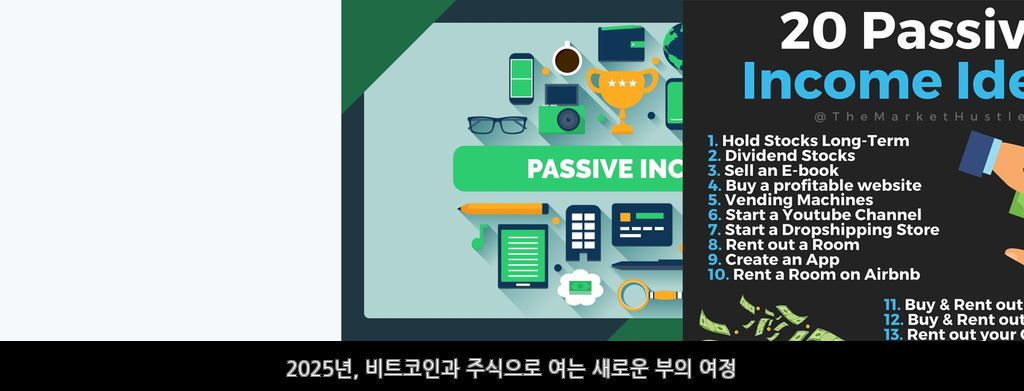 PASSIVE INC
20 Passiv
Income Ide
@TheMarketHustle
1. Hold Stocks Long-Term
2. Dividend Stocks
3. Sell an E-book
4. Buy a profitable website
5. Vending Machines
6. Start a Youtube Channel
7. Start a Dropshipping Store
8. Rent out a Room
9. Create an App
10. Rent a Room on Airbnb
11. Buy & Rent out
12. Buy & Rent out
13. Rent out your
2025년, 비트코인과 주식으로 여는 새로운 부의 여정